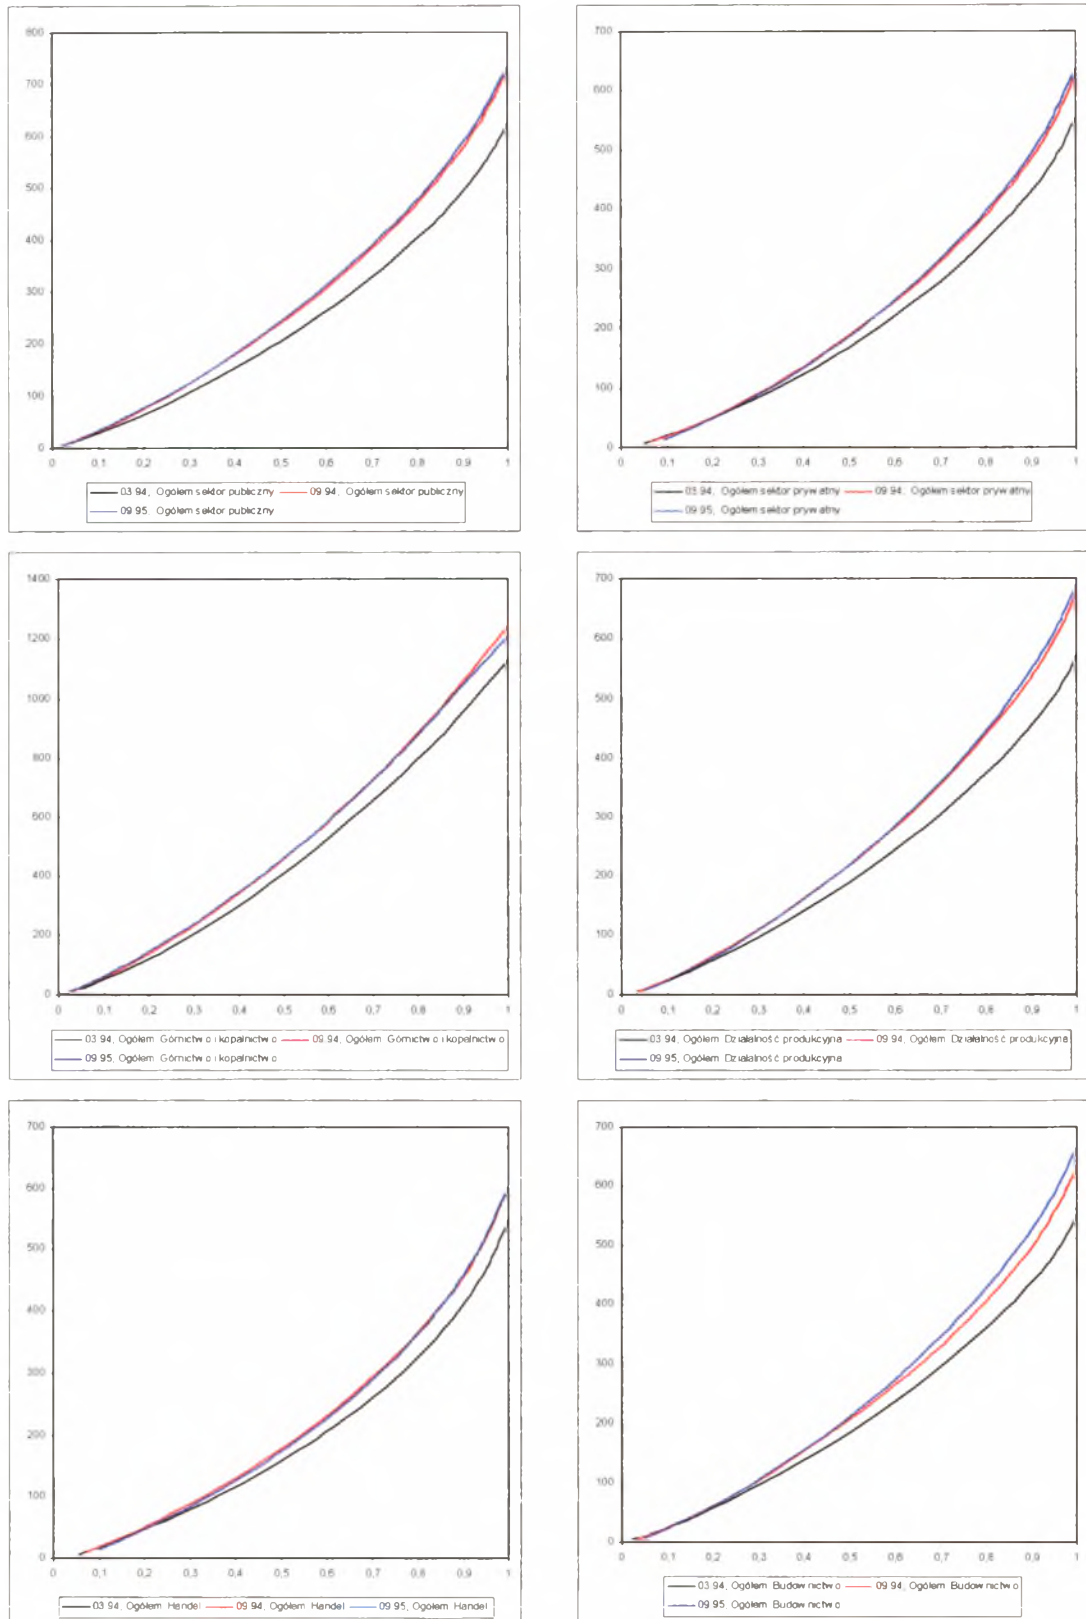 800
700
600
500
400
300
200
100
0
0 0,1 0,2 0,3 0,4 0,5 0,6 0,7 0,8 0,9 1
03.94, Ogółem sektor publiczny 09.94, Ogółem sektor publiczny
09.95, Ogółem sektor publiczny
700
600
500
400
300
200
100
0
0 0,1 0,2 0,3 0,4 0,5 0,6 0,7 0,8 0,9 1
03.94, Ogółem sektor prywatny 09.94, Ogółem sektor prywatny
09.95, Ogółem sektor prywatny
1400
1200
1000
800
600
400
200
0
0 0,1 0,2 0,3 0,4 0,5 0,6 0,7 0,8 0,9 1
03.94, Ogółem Górnictwo i kopalnictwo 09.94, Ogółem Górnictwo i kopalnictwo
09.95, Ogółem Górnictwo i kopalnictwo
700
600
500
400
300
200
100
0
0 0,1 0,2 0,3 0,4 0,5 0,6 0,7 0,8 0,9 1
03.94, Ogółem Działalność produkcyjna 09.94, Ogółem Działalność produkcyjna
09.95, Ogółem Działalność produkcyjna
700
600
500
400
300
200
100
0
0 0,1 0,2 0,3 0,4 0,5 0,6 0,7 0,8 0,9 1
03.94, Ogółem Handel 09.94, Ogółem Handel 09.95, Ogółem Handel
700
600
500
400
300
200
100
0
0 0,1 0,2 0,3 0,4 0,5 0,6 0,7 0,8 0,9 1
03.94, Ogółem Budownictwo 09.94, Ogółem Budownictwo
09.95, Ogółem Budownictwo